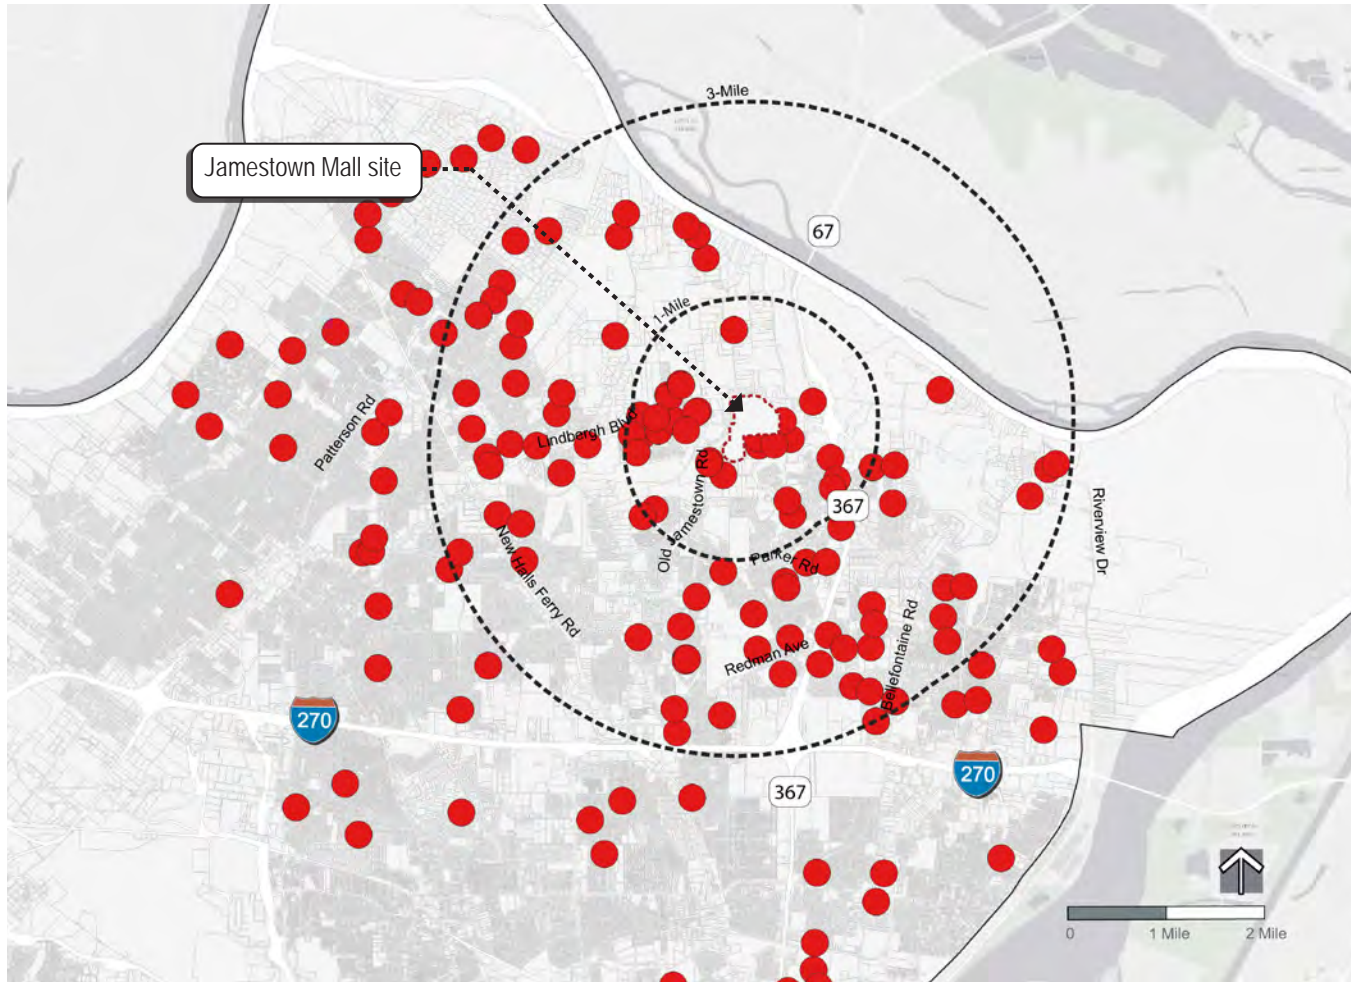 3-Mile
Jamestown Mall site
67
1-Mile
Patterson Rd
Lindbergh Blvd
Old Jamestown Rd
367
Riverview Dr
New Halls Ferry Rd
Parker Rd
Redman Ave
Bellefontaine Rd
270
270
367
0 1 Mile 2 Mile